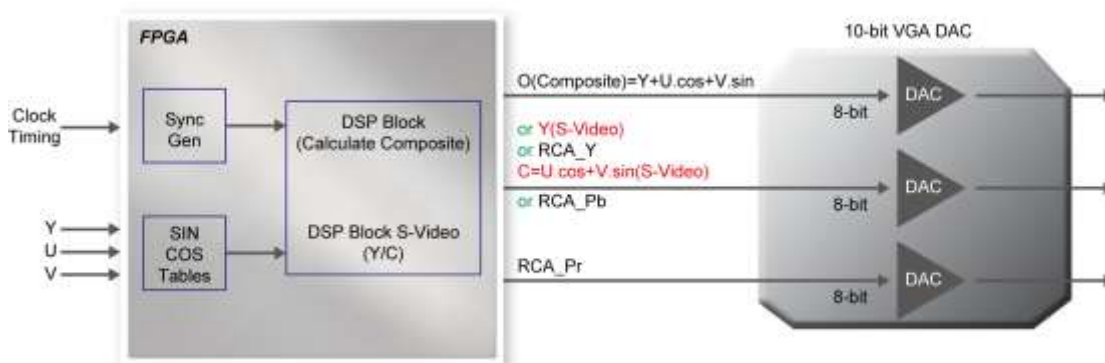 FPGA
Clock
Timing
Sync
Gen
DSP Block
(Calculate Composite)
Y
U
V
SIN
COS
Tables
DSP Block S-Video
(Y/C)
O(Composite)=Y+U.cos+V.sin
or Y(S-Video)
or RCA_Y
C=U.cos+V.sin(S-Video)
or RCA_Pb
RCA_Pr
10-bit VGA DAC
8-bit
DAC
8-bit
DAC
8-bit
DAC